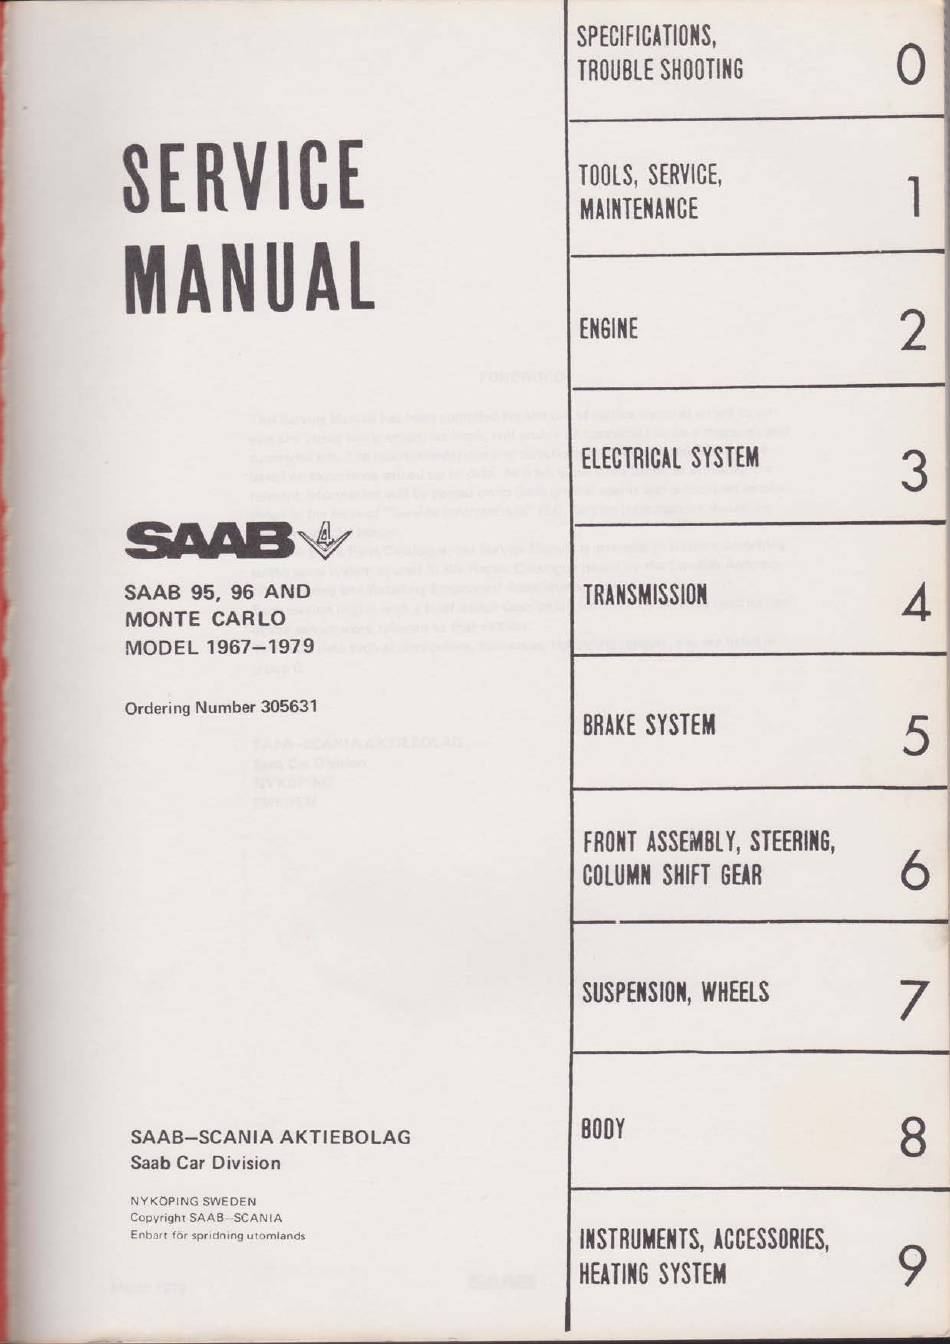 SERVICE
MANUAL
SAAB
SAAB 95, 96 AND
MONTE CARLO
MODEL 1967–1979
Ordering Number 305631
SAAB–SCANIA AKTIEBOLAG
Saab Car Division
NYKÖPING SWEDEN
Copyright SAAB–SCANIA
Enbart för spridning utomlands
SPECIFICATIONS,
TROUBLE SHOOTING 0
TOOLS, SERVICE,
MAINTENANCE 1
ENGINE 2
ELECTRICAL SYSTEM 3
TRANSMISSION 4
BRAKE SYSTEM 5
FRONT ASSEMBLY, STEERING,
COLUMN SHIFT GEAR 6
SUSPENSION, WHEELS 7
BODY 8
INSTRUMENTS, ACCESSORIES,
HEATING SYSTEM 9